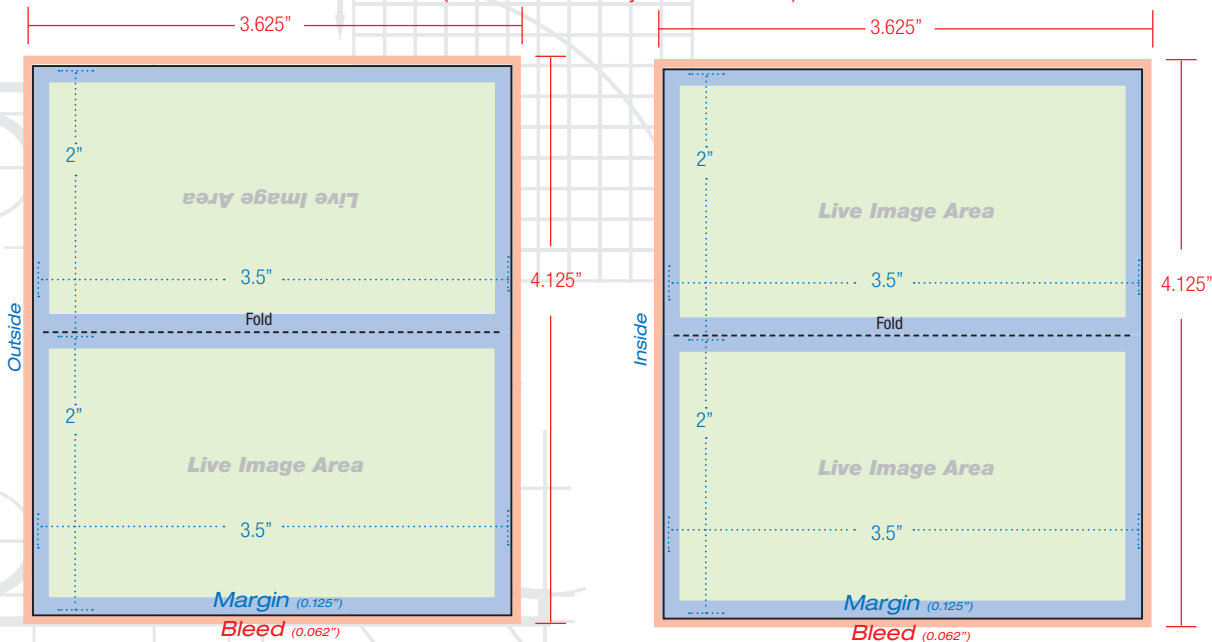 3.625”
3.625”
2”
Live Image Area
3.5”
4.125”
Outside
Fold
2”
Live Image Area
3.5”
Margin (0.125”)
Bleed (0.062”)
2”
Live Image Area
3.5”
4.125”
Inside
Fold
2”
Live Image Area
3.5”
Margin (0.125”)
Bleed (0.062”)